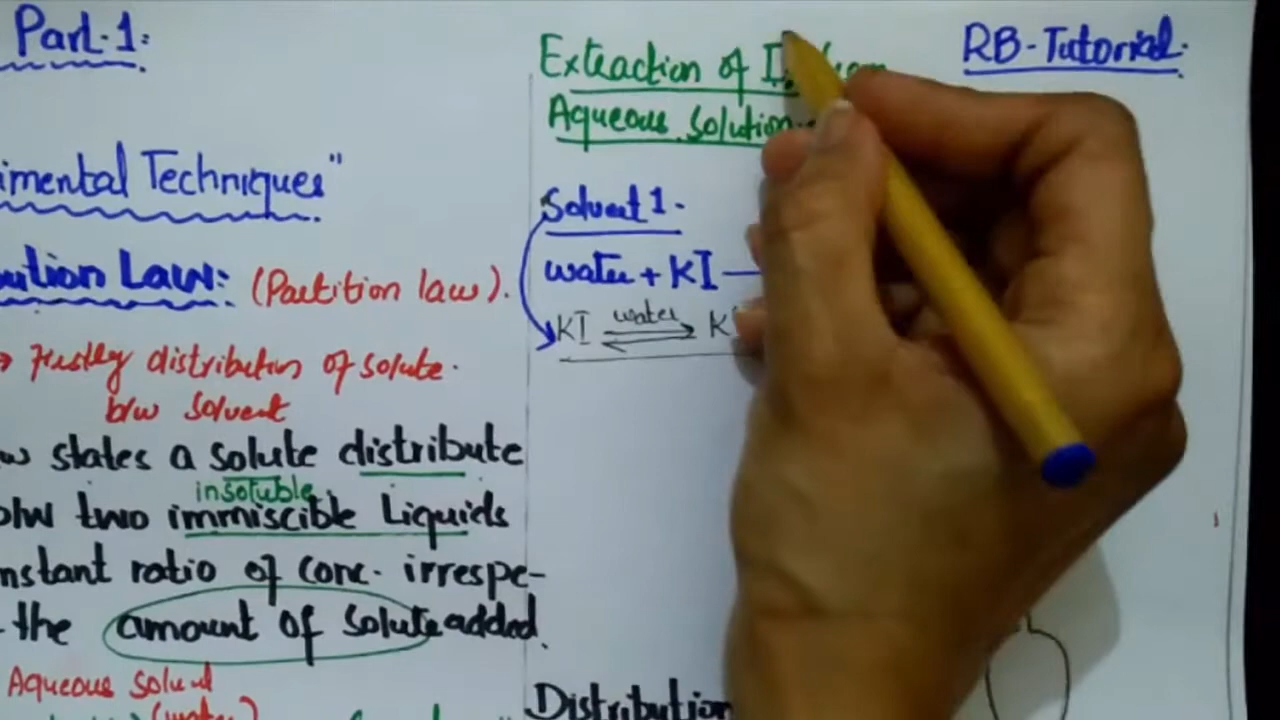 Part-1:
imental Techniques"
bution Law: (Partition law).
distribution of solute.
b/w solvent
w states a solute distribute
insoluble
b/w two immiscible Liquids
nstant ratio of conc. irrespe-
the amount of solute added.
Aqueous solvent
(water)
Extraction of I
Aqueous solution
Solvent 1.
water + KI —
KI ⇌ water K
Distribution
RB-Tutorial.